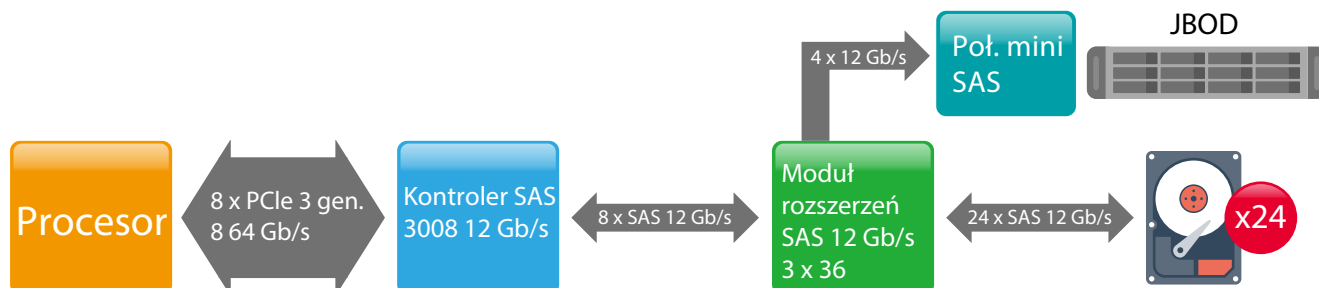 JBOD
4 x 12 Gb/s
Poł. mini
SAS
Procesor
8 x PCIe 3 gen.
8 64 Gb/s
Kontroler SAS
3008 12 Gb/s
8 x SAS 12 Gb/s
Moduł
rozszerzeń
SAS 12 Gb/s
3 x 36
24 x SAS 12 Gb/s
x24